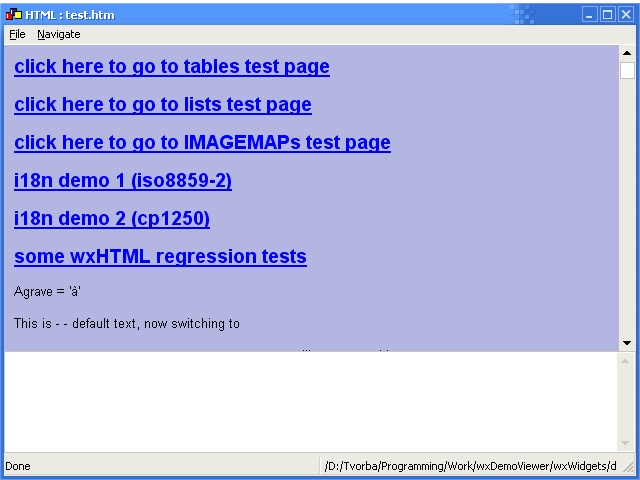 HTML : test.htm
File Navigate
click here to go to tables test page
click here to go to lists test page
click here to go to IMAGEMAPs test page
i18n demo 1 (iso8859-2)
i18n demo 2 (cp1250)
some wxHTML regression tests
Agrave = 'à'
This is - - default text, now switching to
Done /D:/Tvorba/Programming/Work/wxDemoViewer/wxWidgets/d